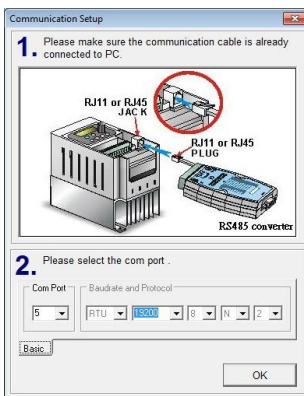 Communication Setup
1. Please make sure the communication cable is already
connected to PC.
RJ11 or RJ45
JACK
RJ11 or RJ45
PLUG
RS485 converter
2. Please select the com port .
Com Port
Baudrate and Protocol
5
RTU
19200
8
N
2
Basic
OK